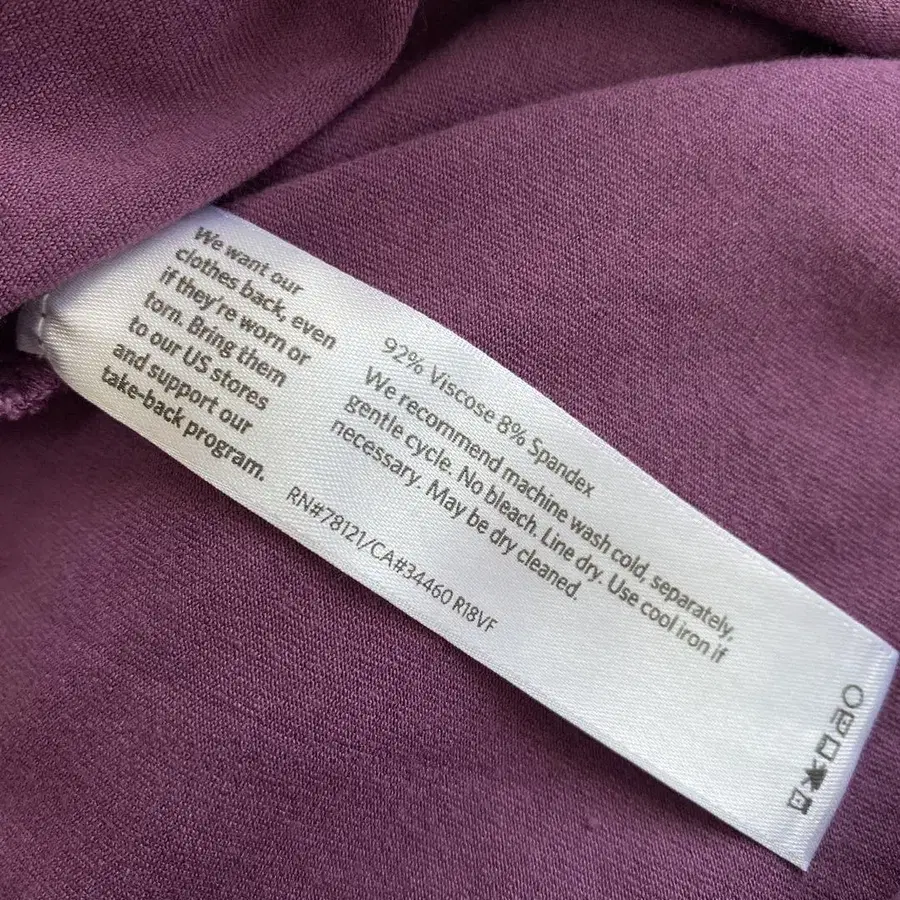 We want our
clothes back, even
if they're worn or
torn. Bring them
to our US stores
and support our
take-back program.
92% Viscose 8% Spandex
We recommend machine wash cold, separately,
gentle cycle. No bleach. Line dry. Use cool iron if
necessary. May be dry cleaned.
RN#78121/CA#34460 R18VF